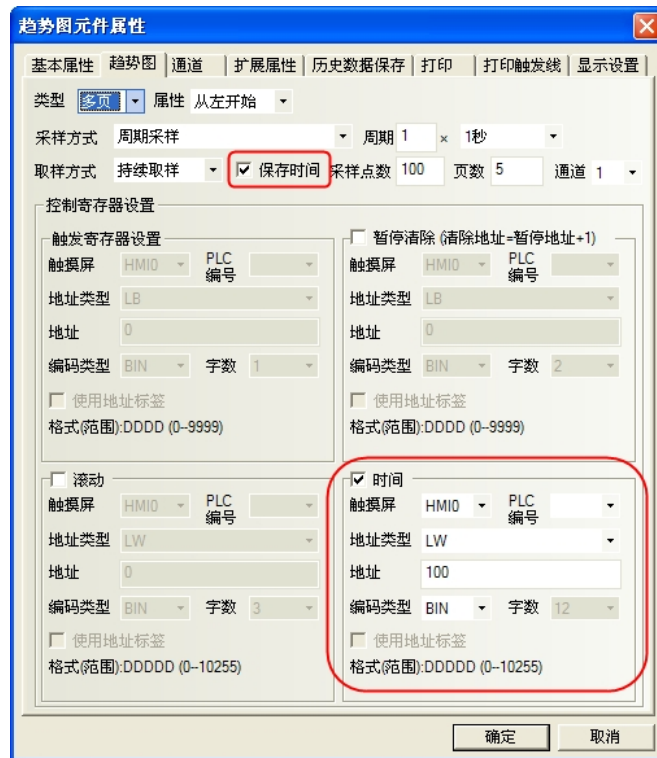 趋势图元件属性
基本属性 趋势图 通道 扩展属性 历史数据保存 打印 打印触发线 显示设置
类型 多页 属性 从左开始
采样方式 周期采样 周期 1 × 1秒
取样方式 持续取样 保存时间 采样点数 100 页数 5 通道 1
控制寄存器设置
触发寄存器设置
触摸屏 HMI0 PLC编号
地址类型 LB
地址 0
编码类型 BIN 字数 1
使用地址标签
格式(范围):DDDD (0--9999)
暂停清除 (清除地址=暂停地址+1)
触摸屏 HMI0 PLC编号
地址类型 LB
地址 0
编码类型 BIN 字数 2
使用地址标签
格式(范围):DDDD (0--9999)
滚动
触摸屏 HMI0 PLC编号
地址类型 LW
地址 0
编码类型 BIN 字数 3
使用地址标签
格式(范围):DDDDD (0--10255)
时间
触摸屏 HMI0 PLC编号
地址类型 LW
地址 100
编码类型 BIN 字数 12
使用地址标签
格式(范围):DDDDD (0--10255)
确定 取消